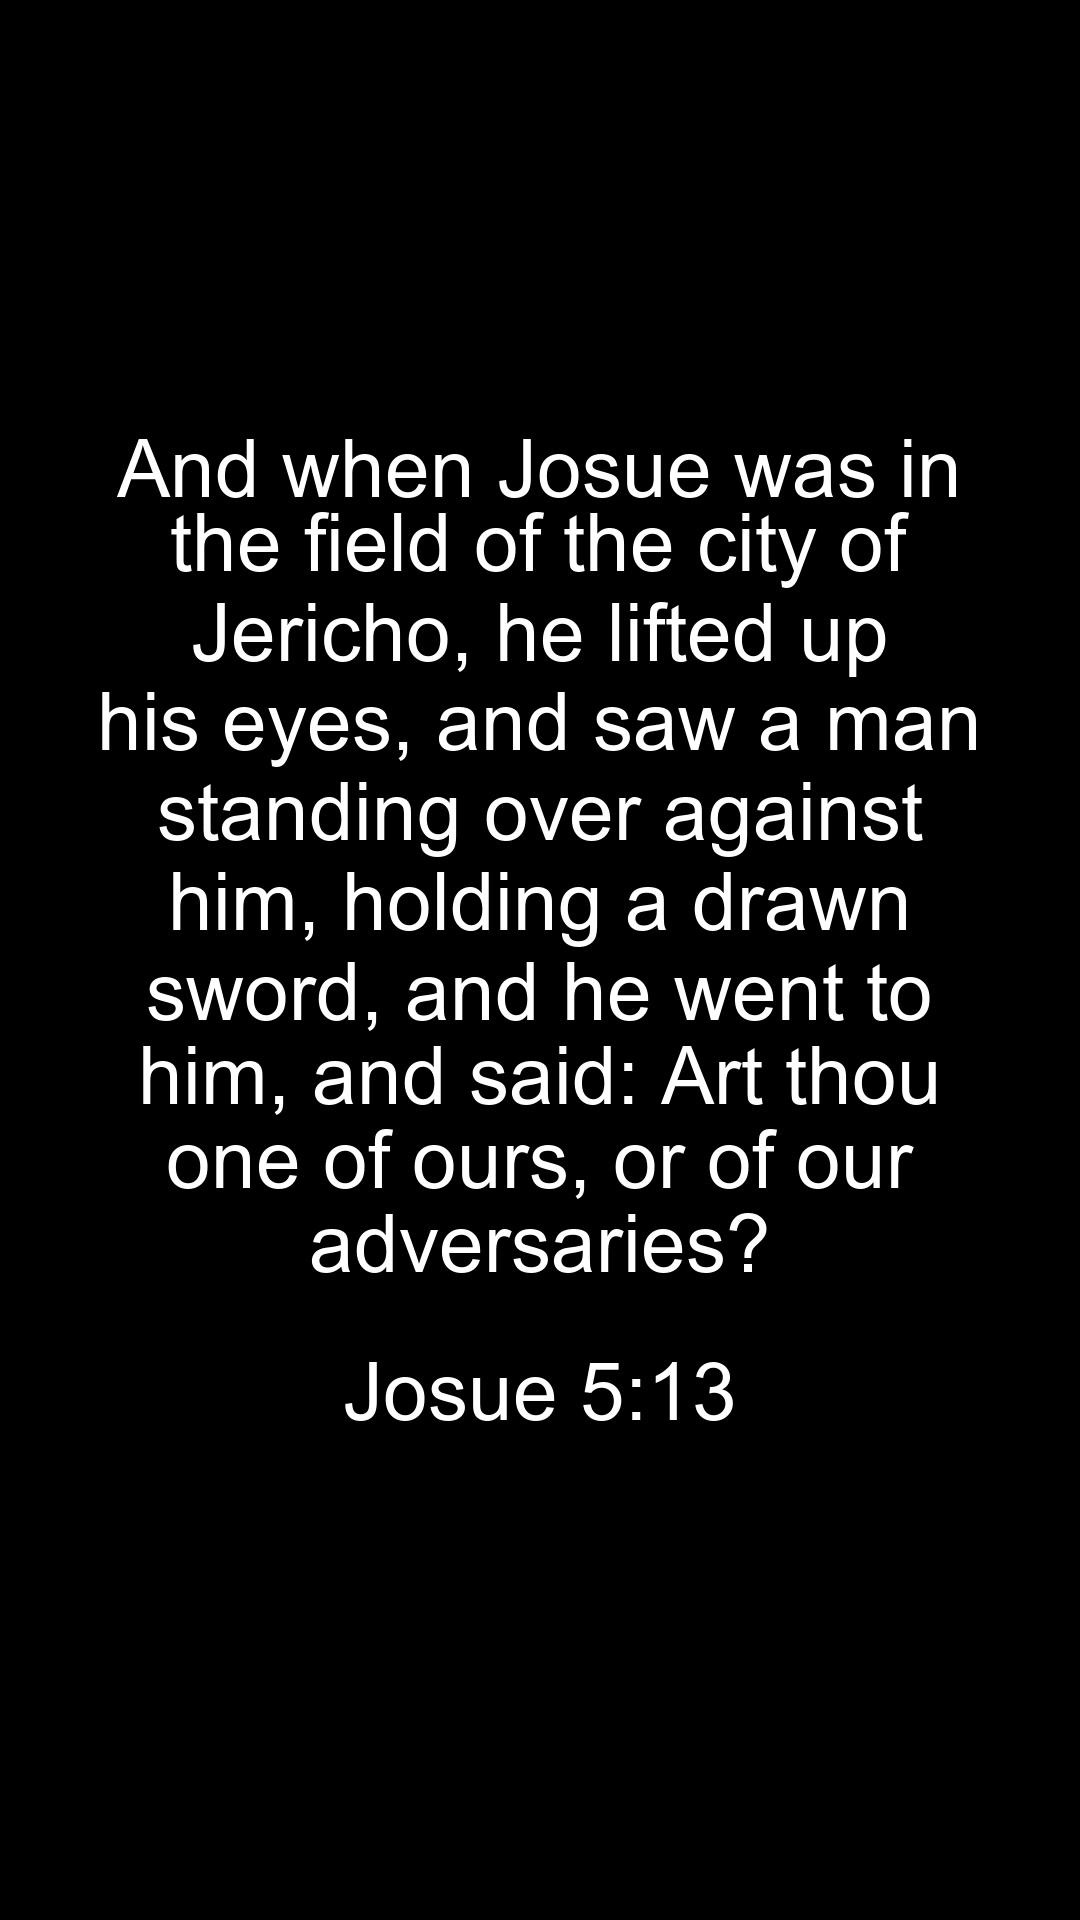 And when Josue was in
the field of the city of
Jericho, he lifted up
his eyes, and saw a man
standing over against
him, holding a drawn
sword, and he went to
him, and said: Art thou
one of ours, or of our
adversaries?
Josue 5:13